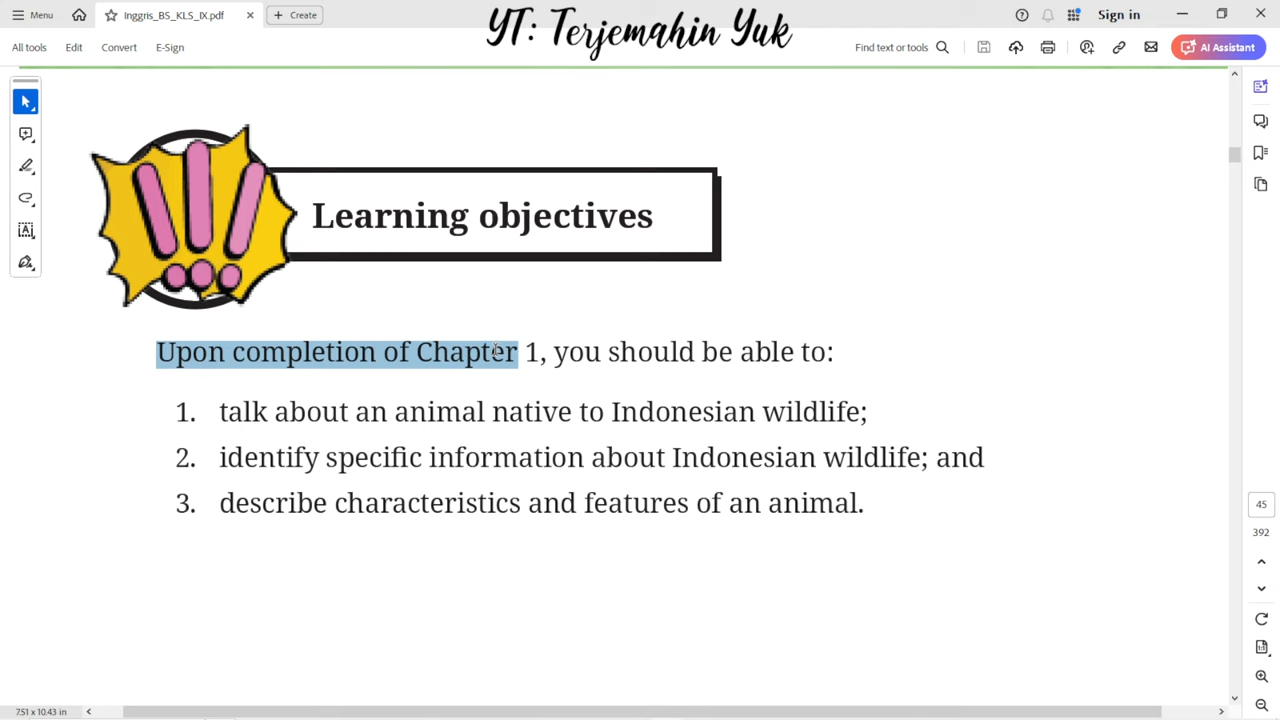 Menu
Inggris_BS_KLS_IX.pdf
Create
YT: Terjemahin Yuk
Sign in
All tools
Edit
Convert
E-Sign
Find text or tools
AI Assistant
Learning objectives
Upon completion of Chapter 1, you should be able to:
1. talk about an animal native to Indonesian wildlife;
2. identify specific information about Indonesian wildlife; and
3. describe characteristics and features of an animal.
45
392
7.51 x 10.43 in